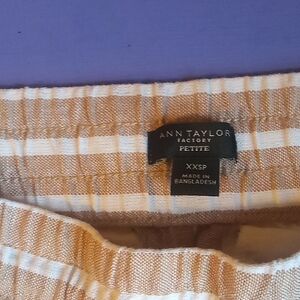 ANN TAYLOR
FACTORY
PETITE
XXSP
MADE IN
BANGLADESH